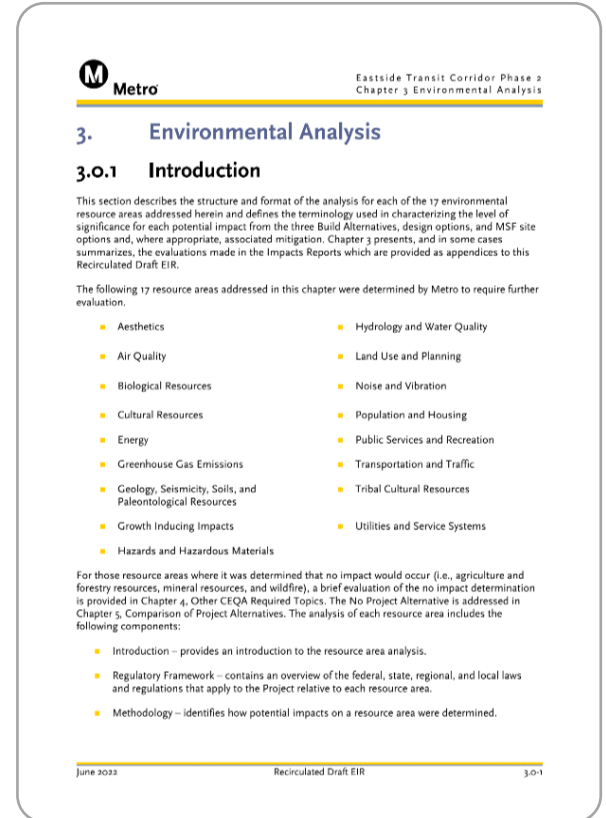 M
Metro
Eastside Transit Corridor Phase 2
Chapter 3 Environmental Analysis
3. Environmental Analysis
3.0.1 Introduction
This section describes the structure and format of the analysis for each of the 17 environmental
resource areas addressed herein and defines the terminology used in characterizing the level of
significance for each potential impact from the three Build Alternatives, design options, and MSF site
options and, where appropriate, associated mitigation. Chapter 3 presents, and in some cases
summarizes, the evaluations made in the Impacts Reports which are provided as appendices to this
Recirculated Draft EIR.
The following 17 resource areas addressed in this chapter were determined by Metro to require further
evaluation.
Aesthetics
Air Quality
Biological Resources
Cultural Resources
Energy
Greenhouse Gas Emissions
Geology, Seismicity, Soils, and
Paleontological Resources
Growth Inducing Impacts
Hazards and Hazardous Materials
Hydrology and Water Quality
Land Use and Planning
Noise and Vibration
Population and Housing
Public Services and Recreation
Transportation and Traffic
Tribal Cultural Resources
Utilities and Service Systems
For those resource areas where it was determined that no impact would occur (i.e., agriculture and
forestry resources, mineral resources, and wildfire), a brief evaluation of the no impact determination
is provided in Chapter 4, Other CEQA Required Topics. The No Project Alternative is addressed in
Chapter 5, Comparison of Project Alternatives. The analysis of each resource area includes the
following components:
Introduction – provides an introduction to the resource area analysis.
Regulatory Framework – contains an overview of the federal, state, regional, and local laws
and regulations that apply to the Project relative to each resource area.
Methodology – identifies how potential impacts on a resource area were determined.
June 2022 Recirculated Draft EIR 3.0-1